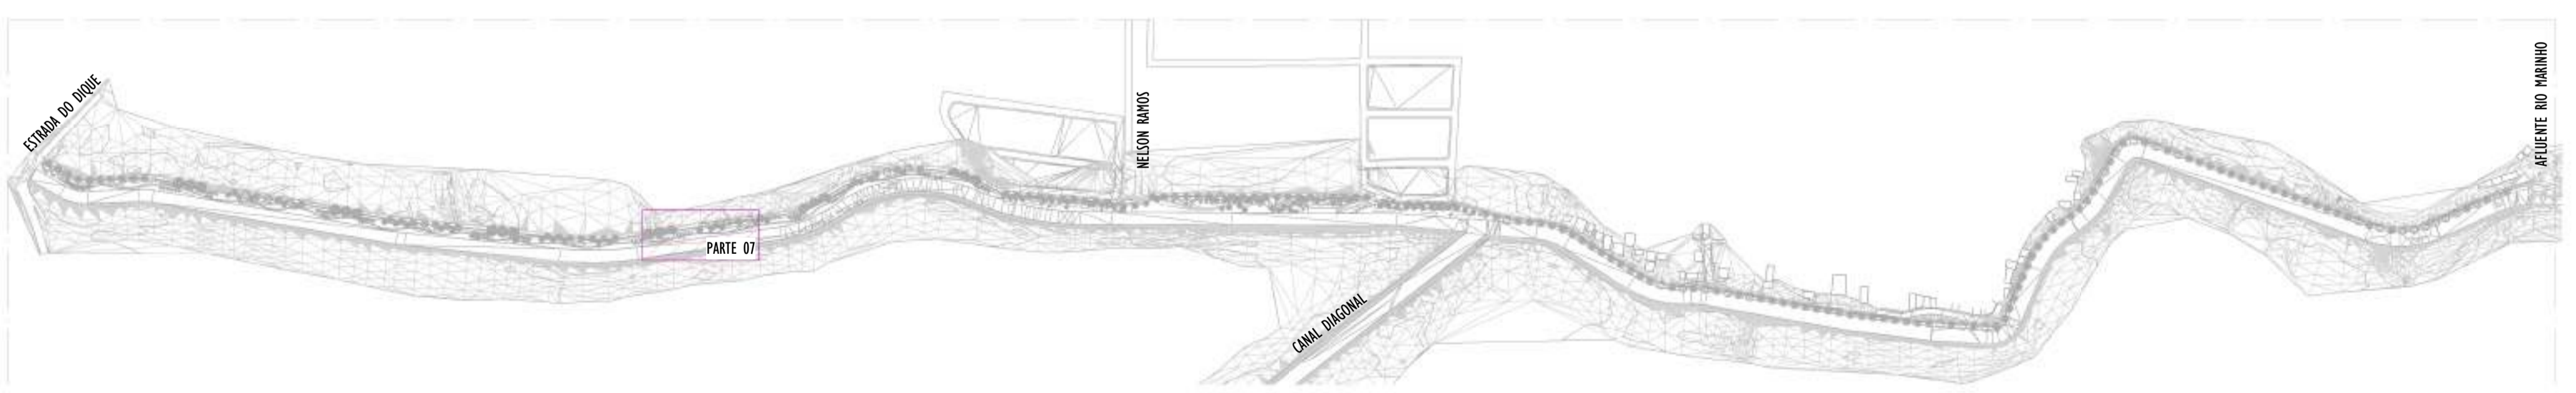 ESTRADA DO DIQUE
PARTE 07
NELSON RAMOS
CANAL DIAGONAL
AFLUENTE RIO MARINHO